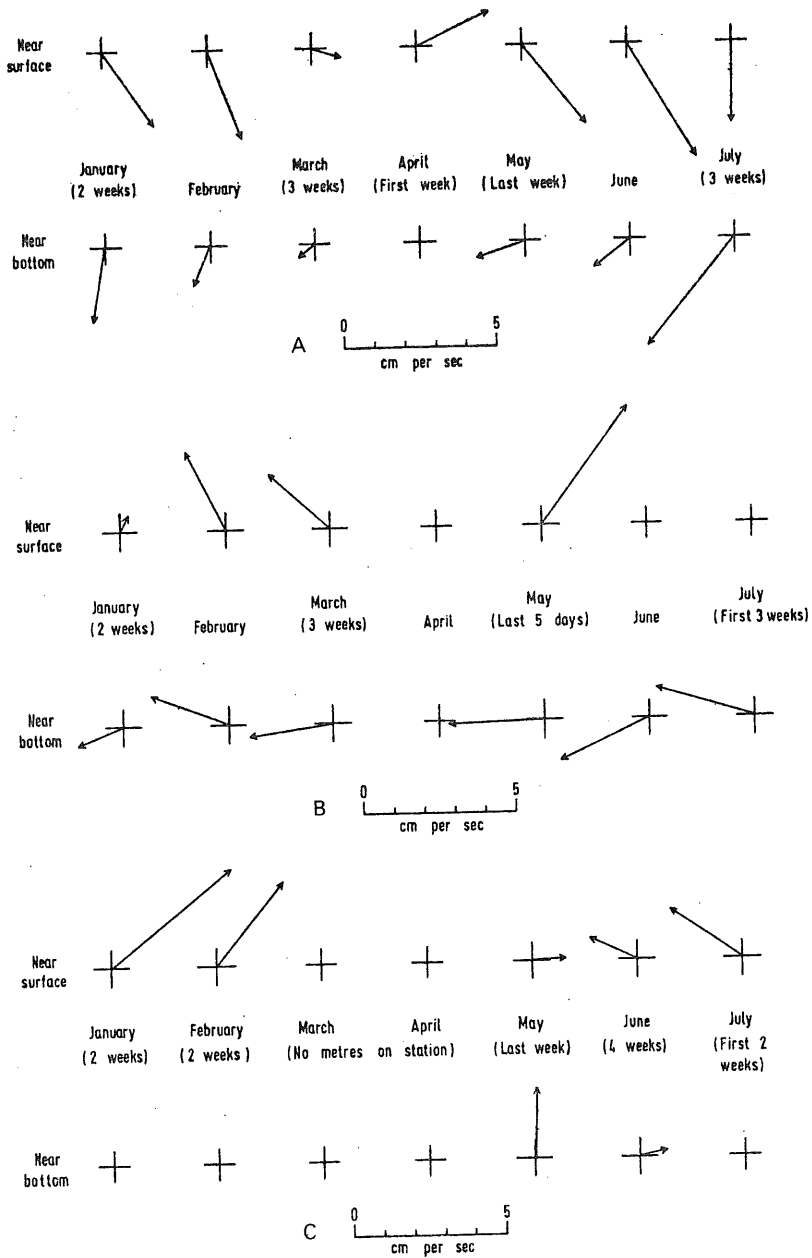 Near
surface
January
(2 weeks)
February
March
(3 weeks)
April
(First week)
May
(Last week)
June
July
(3 weeks)
Near
bottom
A
0 5
cm per sec
Near
surface
January
(2 weeks)
February
March
(3 weeks)
April
May
(Last 5 days)
June
July
(First 3 weeks)
Near
bottom
B
0 5
cm per sec
Near
surface
January
(2 weeks)
February
(2 weeks)
March April
(No metres on station)
May
(Last week)
June
(4 weeks)
July
(First 2
weeks)
Near
bottom
C
0 5
cm per sec